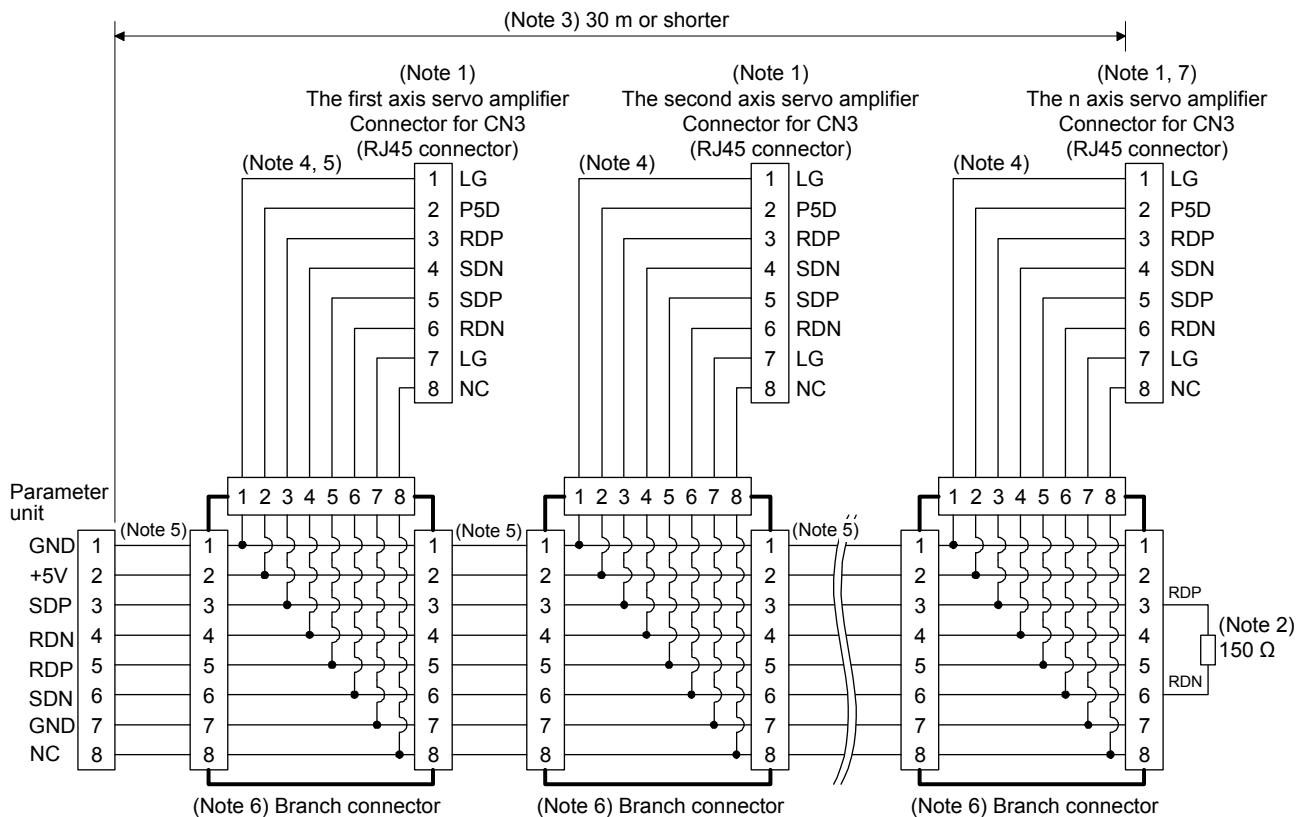 (Note 3) 30 m or shorter
(Note 1)
The first axis servo amplifier
Connector for CN3
(RJ45 connector)
(Note 4, 5)
1 LG
2 P5D
3 RDP
4 SDN
5 SDP
6 RDN
7 LG
8 NC
(Note 1)
The second axis servo amplifier
Connector for CN3
(RJ45 connector)
(Note 4)
1 LG
2 P5D
3 RDP
4 SDN
5 SDP
6 RDN
7 LG
8 NC
(Note 1, 7)
The n axis servo amplifier
Connector for CN3
(RJ45 connector)
(Note 4)
1 LG
2 P5D
3 RDP
4 SDN
5 SDP
6 RDN
7 LG
8 NC
Parameter
unit
GND 1
+5V 2
SDP 3
RDN 4
RDP 5
SDN 6
GND 7
NC 8
(Note 5)
1 2 3 4 5 6 7 8
1 1
2 2
3 3
4 4
5 5
6 6
7 7
8 8
(Note 6) Branch connector
(Note 5)
1 2 3 4 5 6 7 8
1 1
2 2
3 3
4 4
5 5
6 6
7 7
8 8
(Note 6) Branch connector
(Note 5)
1 2 3 4 5 6 7 8
1 1
2 2
3 3
4 4
5 5
6 6
7 7
8 8
(Note 6) Branch connector
RDP
(Note 2)
150 Ω
RDN